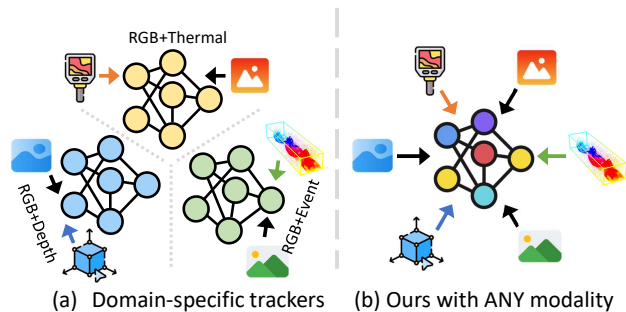 RGB+Thermal
RGB+Depth
RGB+Event
(a) Domain-specific trackers
(b) Ours with ANY modality